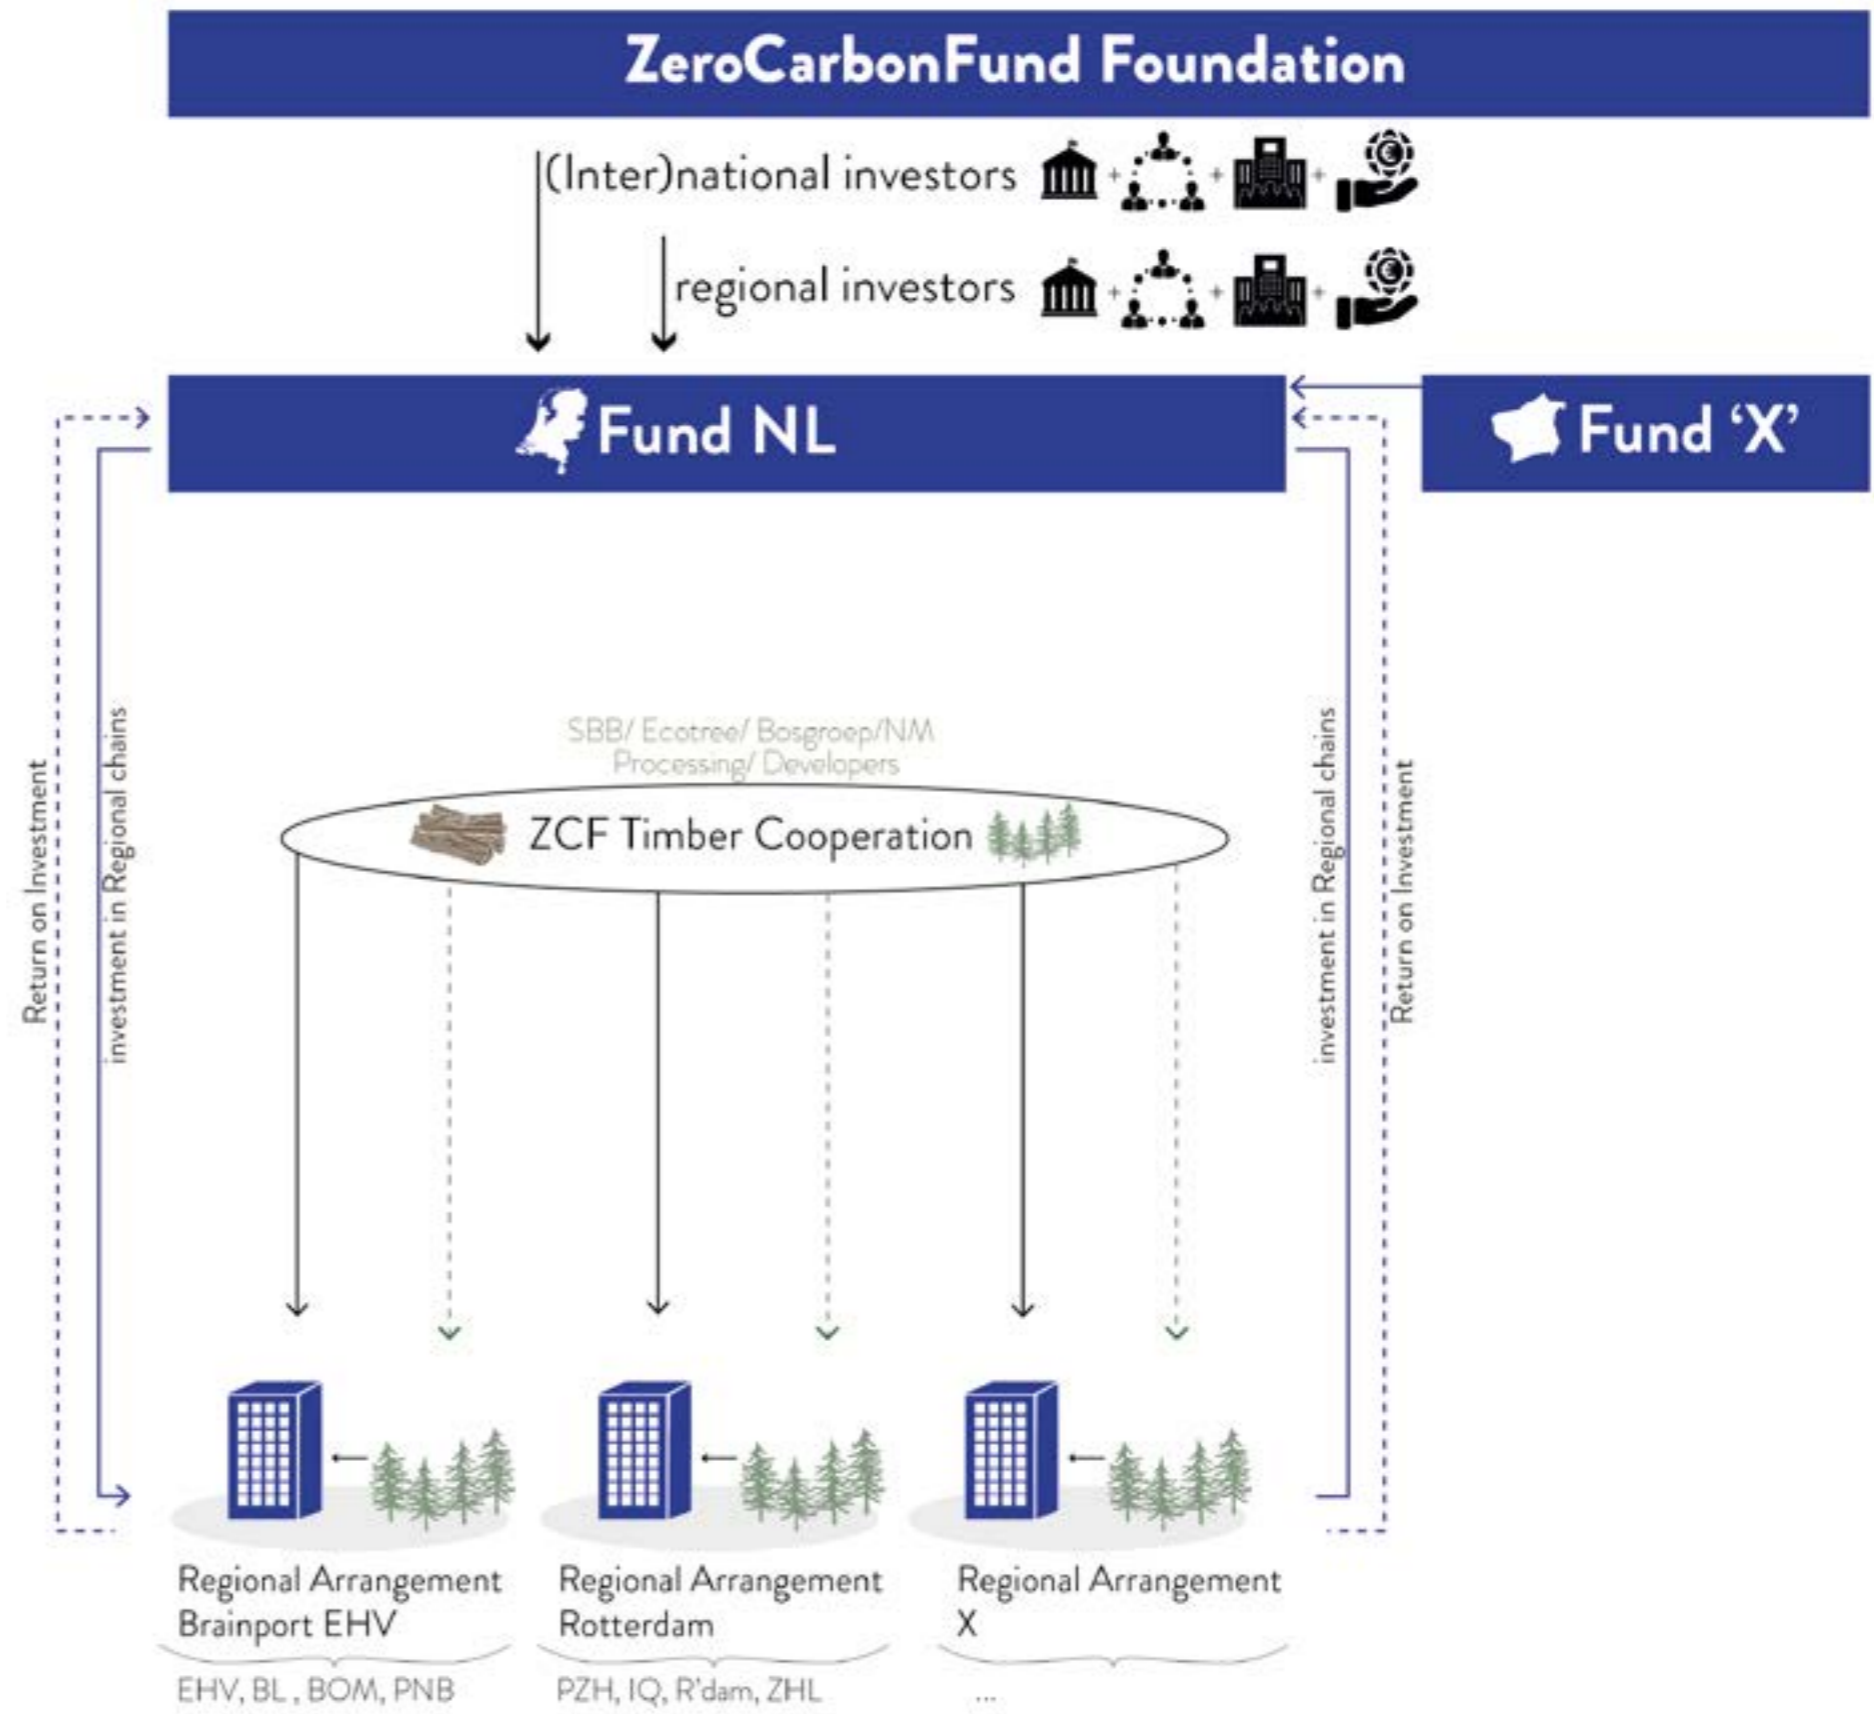 ZeroCarbonFund Foundation
(Inter)national investors
regional investors
Fund NL
Fund ‘X’
Return on Investment
investment in Regional chains
SBB/ Ecotree/ Bosgroep/NM
Processing/ Developers
ZCF Timber Cooperation
investment in Regional chains
Return on Investment
Regional Arrangement
Brainport EHV
EHV, BL , BOM, PNB
Regional Arrangement
Rotterdam
PZH, IQ, R'dam, ZHL
Regional Arrangement
X
...